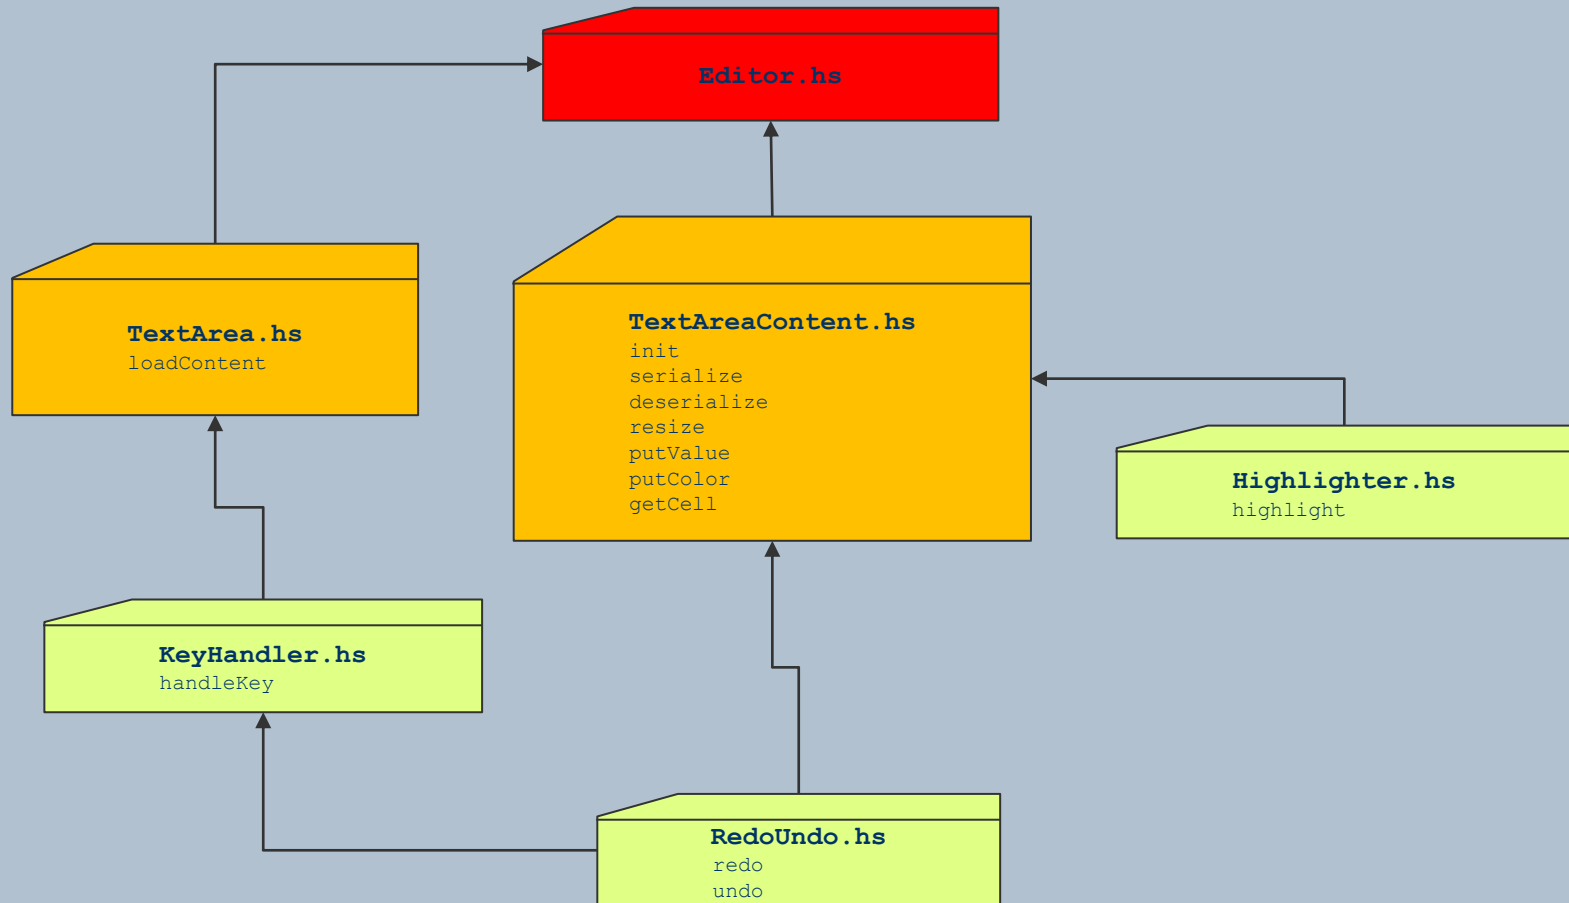 Editor.hs
TextArea.hs
loadContent
TextAreaContent.hs
init
serialize
deserialize
resize
putValue
putColor
getCell
Highlighter.hs
highlight
KeyHandler.hs
handleKey
RedoUndo.hs
redo
undo